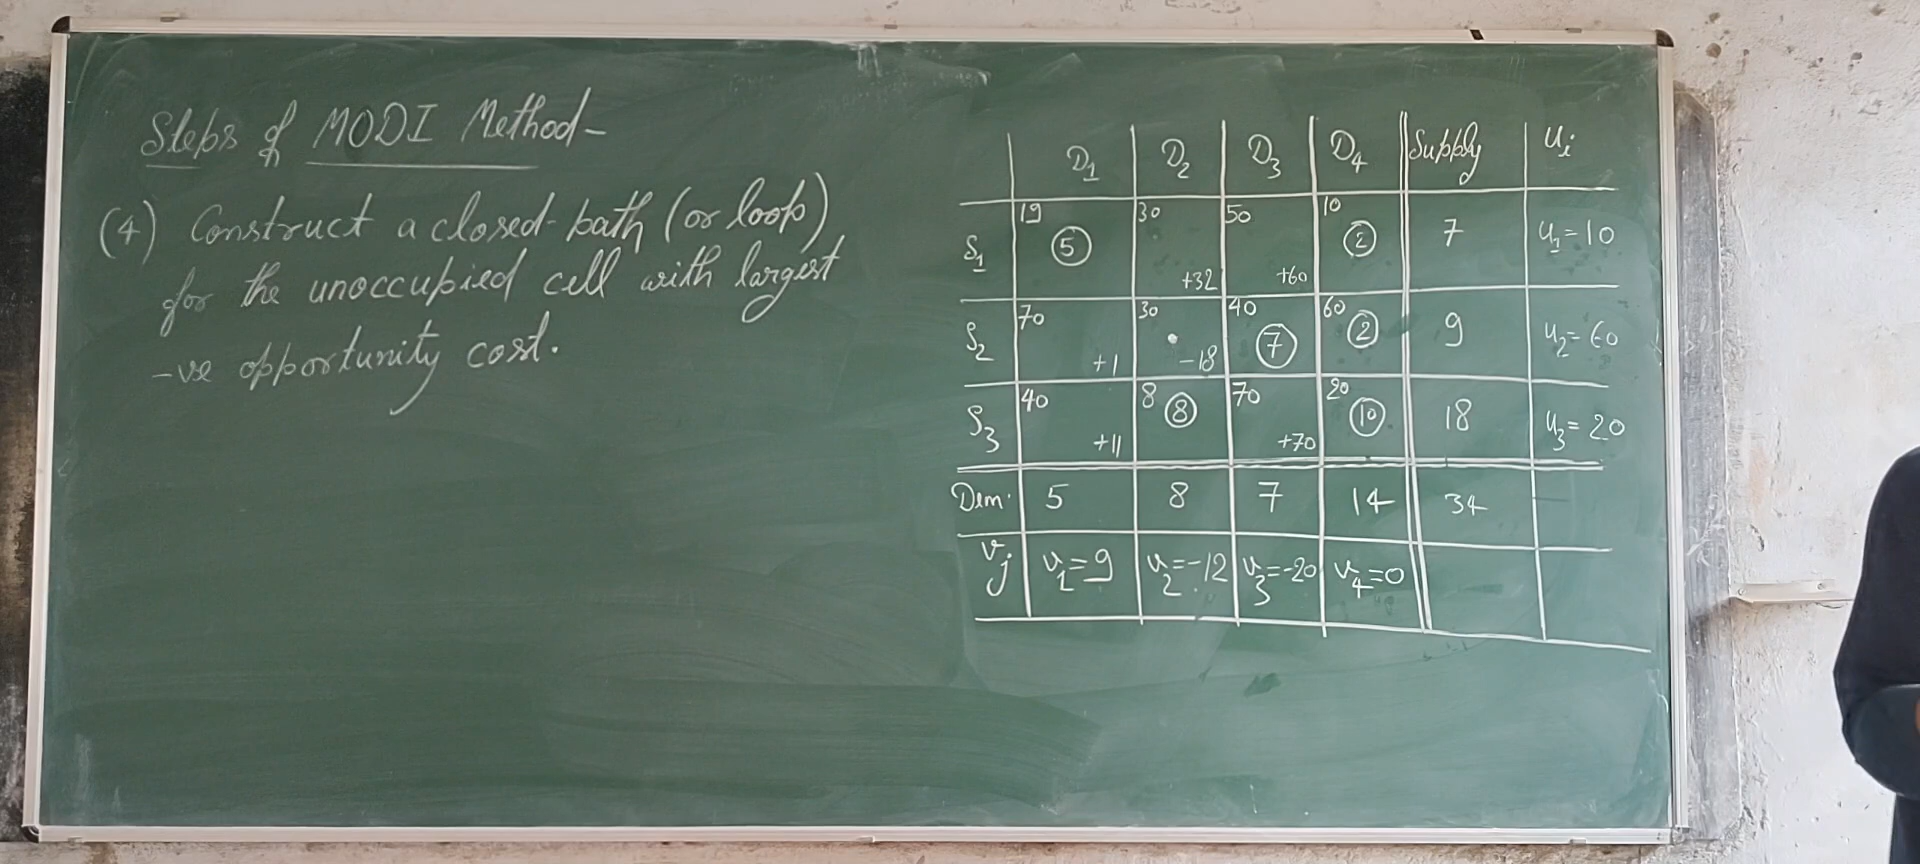 Steps of MODI Method-
(4) Construct a closed-path (or loop)
for the unoccupied cell with largest
-ve opportunity cost.
D1 D2 D3 D4 Supply ui
S1 19 (5) 30 +32 50 +60 10 (2) 7 u1=10
S2 70 +1 30 -18 40 (7) 60 (2) 9 u2=60
S3 40 +11 8 (8) 70 +70 20 (10) 18 u3=20
Dem. 5 8 7 14 34
vj v1=9 v2=-12 v3=-20 v4=0